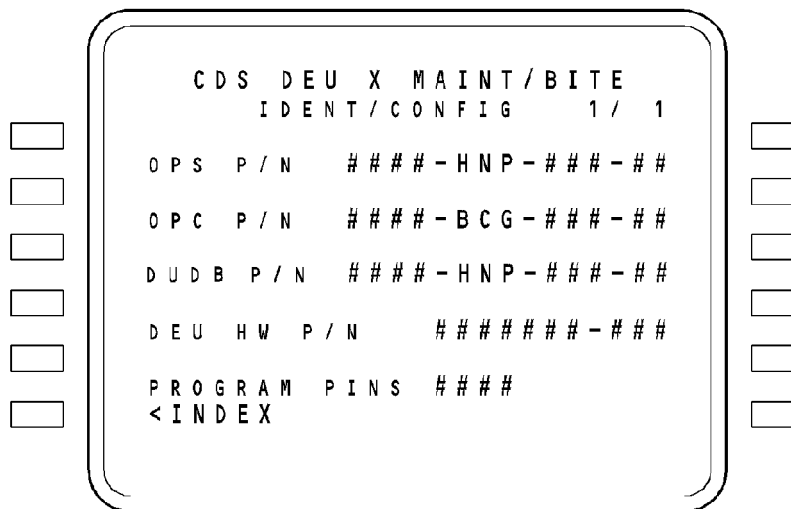 CDS DEU X MAINT/BITE
IDENT/CONFIG 1/ 1
OPS P/N ####-HNP-###-##
OPC P/N ####-BCG-###-##
DUDB P/N ####-HNP-###-##
DEU HW P/N #######-###
PROGRAM PINS ####
<INDEX